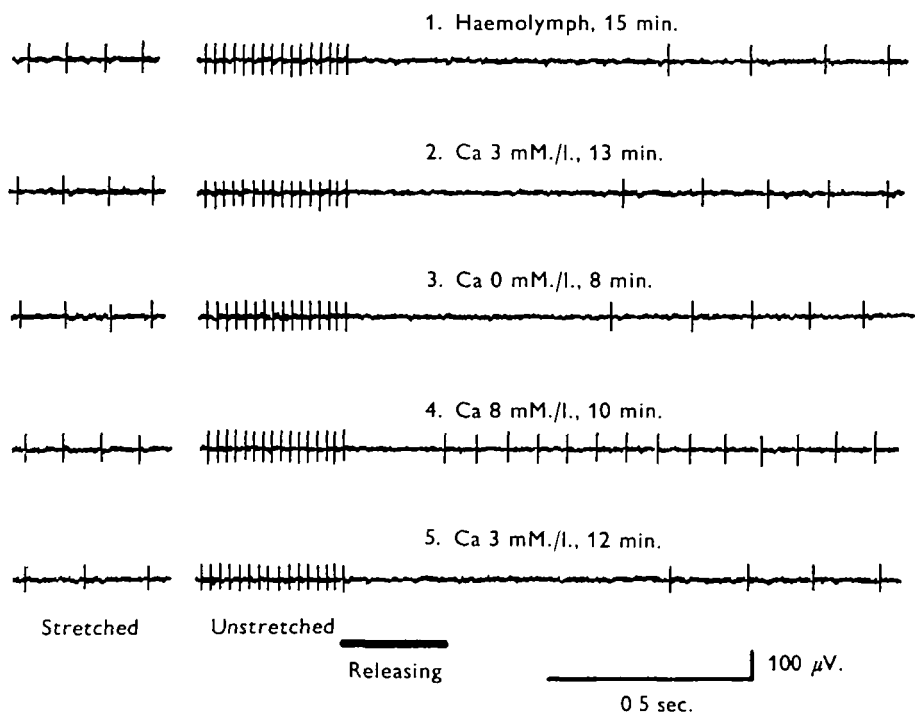 1. Haemolymph, 15 min.
2. Ca 3 mM./l., 13 min.
3. Ca 0 mM./l., 8 min.
4. Ca 8 mM./l., 10 min.
5. Ca 3 mM./l., 12 min.
Stretched
Unstretched
Releasing
100 μV.
0 5 sec.